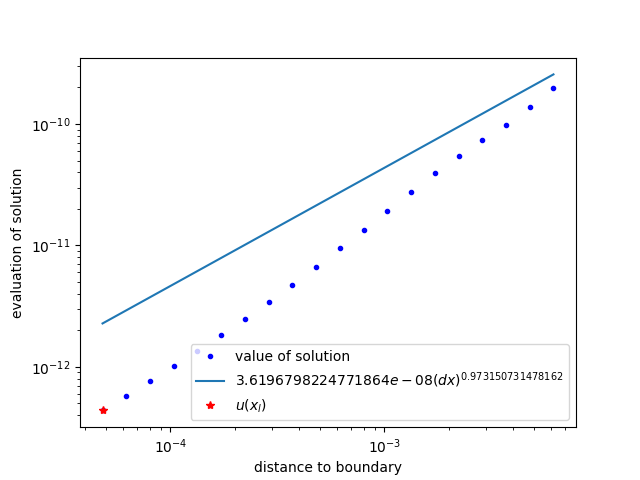 evaluation of solution
10⁻¹⁰
10⁻¹¹
10⁻¹²
value of solution
3.6196798224771864e − 08(dx)^0.973150731478162
u(x_l)
10⁻⁴
10⁻³
distance to boundary